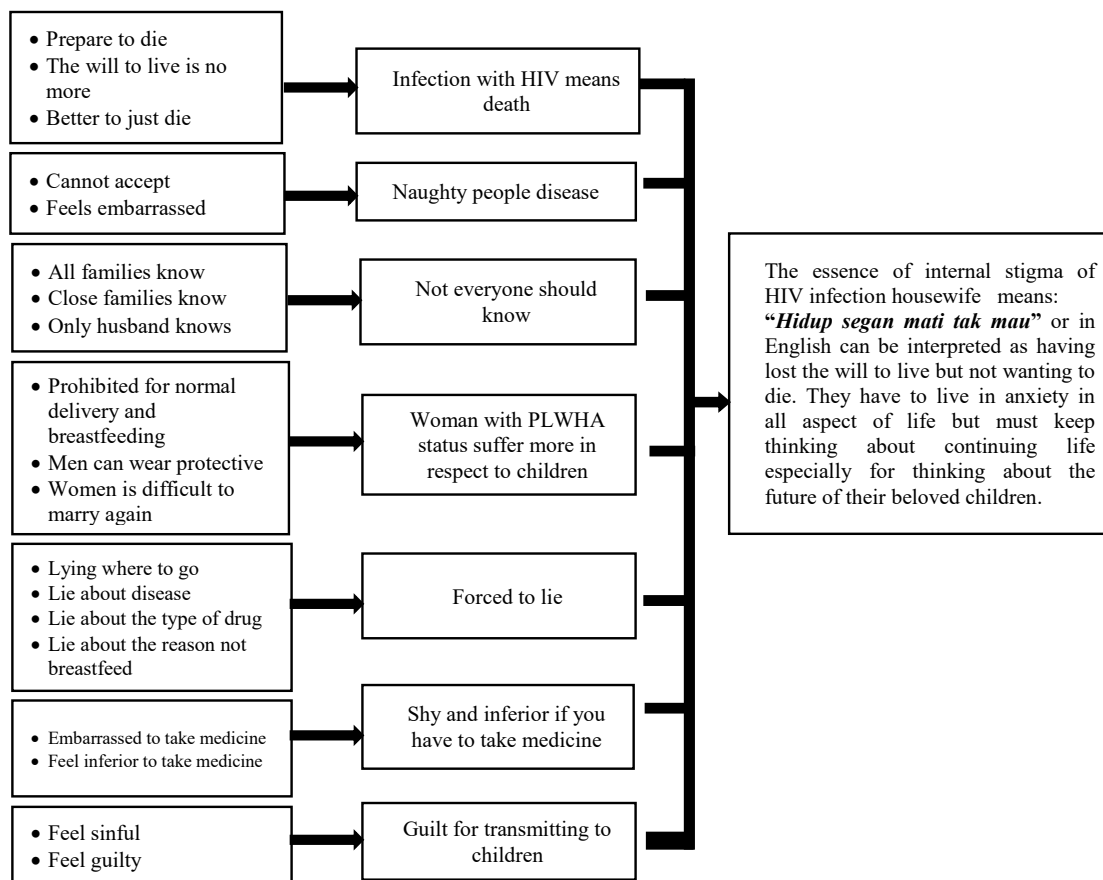 • Prepare to die
• The will to live is no
more
• Better to just die
Infection with HIV means
death
• Cannot accept
• Feels embarrassed
Naughty people disease
• All families know
• Close families know
• Only husband knows
Not everyone should
know
• Prohibited for normal
delivery and
breastfeeding
• Men can wear protective
• Women is difficult to
marry again
Woman with PLWHA
status suffer more in
respect to children
• Lying where to go
• Lie about disease
• Lie about the type of drug
• Lie about the reason not
breastfeed
Forced to lie
• Embarrassed to take medicine
• Feel inferior to take medicine
Shy and inferior if you
have to take medicine
• Feel sinful
• Feel guilty
Guilt for transmitting to
children
The essence of internal stigma of
HIV infection housewife means:
“Hidup segan mati tak mau” or in
English can be interpreted as having
lost the will to live but not wanting to
die. They have to live in anxiety in
all aspect of life but must keep
thinking about continuing life
especially for thinking about the
future of their beloved children.